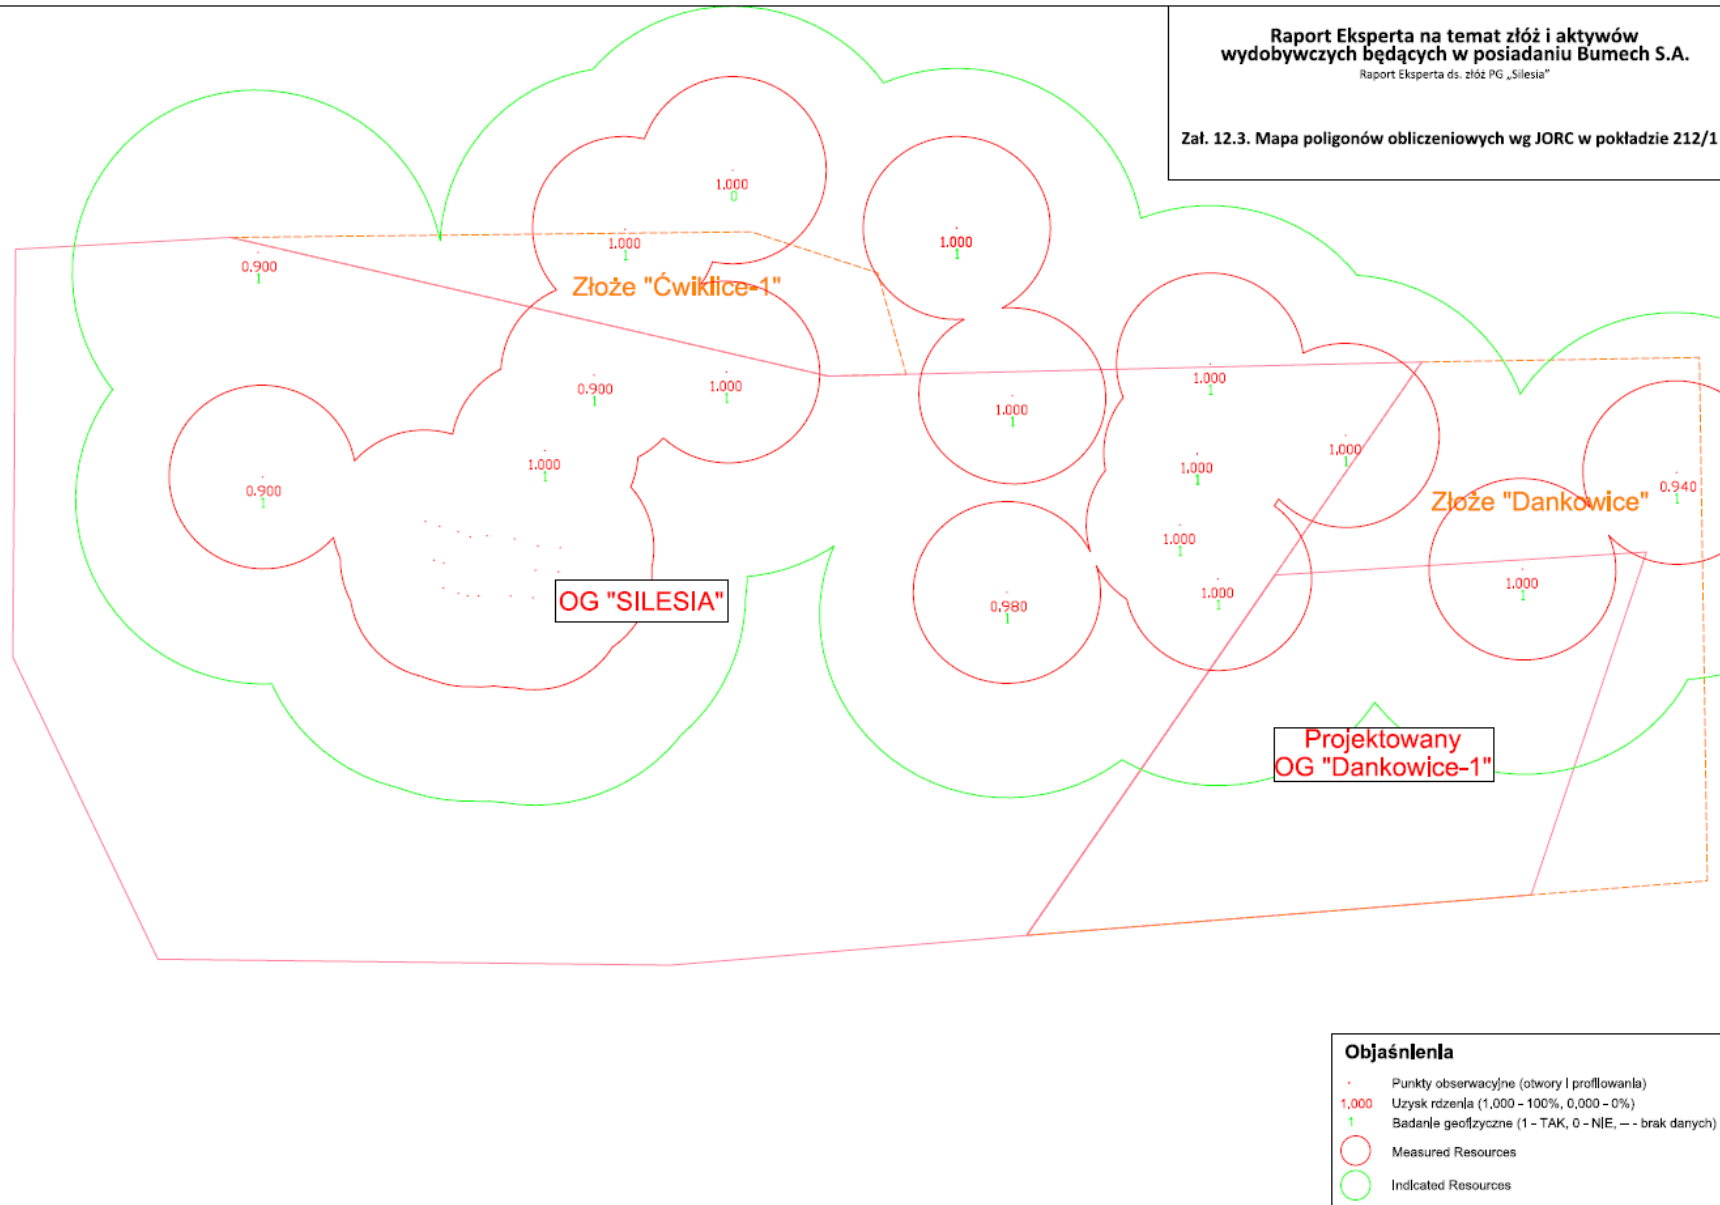 Raport Eksperta na temat złóż i aktywów
wydobywczych będących w posiadaniu Bumech S.A.
Raport Eksperta ds. złóż PG „Silesia”
Zał. 12.3. Mapa poligonów obliczeniowych wg JORC w pokładzie 212/1
1.000
0
1.000
1
1.000
1
0.900
1
Złoże "Ćwiklice-1"
0.900
1
1.000
1
1.000
1
1.000
1
1.000
1
1.000
1
1.000
1
0.900
1
Złoże "Dankowice"
0.940
1
1.000
1
1.000
1
1.000
1
0.980
1
OG "SILESIA"
Projektowany
OG "Dankowice-1"
Objaśnienia
Punkty obserwacyjne (otwory i profilowania)
1,000 Uzysk rdzenia (1,000 - 100%, 0,000 - 0%)
1 Badanie geofizyczne (1 - TAK, 0 - NIE, --- brak danych)
Measured Resources
Indicated Resources